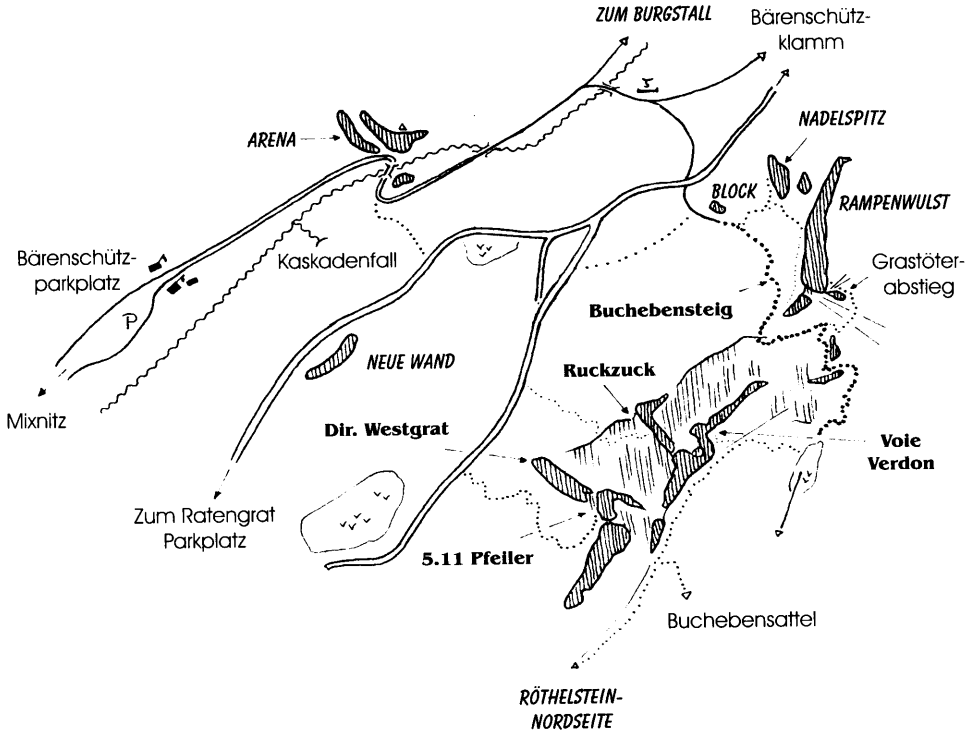 ZUM BURGSTALL
Bärenschütz-
klamm
ARENA
NADELSPITZ
BLOCK
RAMPENWULST
Bärenschütz-
parkplatz
Kaskadenfall
Grastöter-
abstieg
P
Buchebensteig
NEUE WAND
Ruckzuck
Mixnitz
Dir. Westgrat
Voie
Verdon
Zum Ratengrat
Parkplatz
5.11 Pfeiler
Buchebensattel
RÖTHELSTEIN-
NORDSEITE